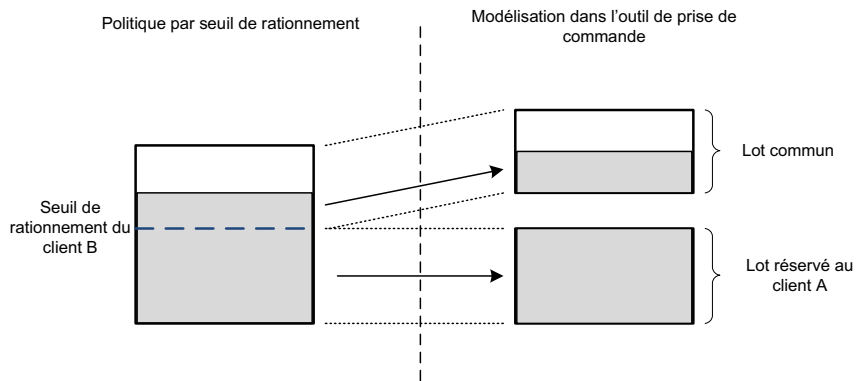 Politique par seuil de rationnement
Modélisation dans l'outil de prise de
commande
Lot commun
Seuil de
rationnement du
client B
Lot réservé au
client A